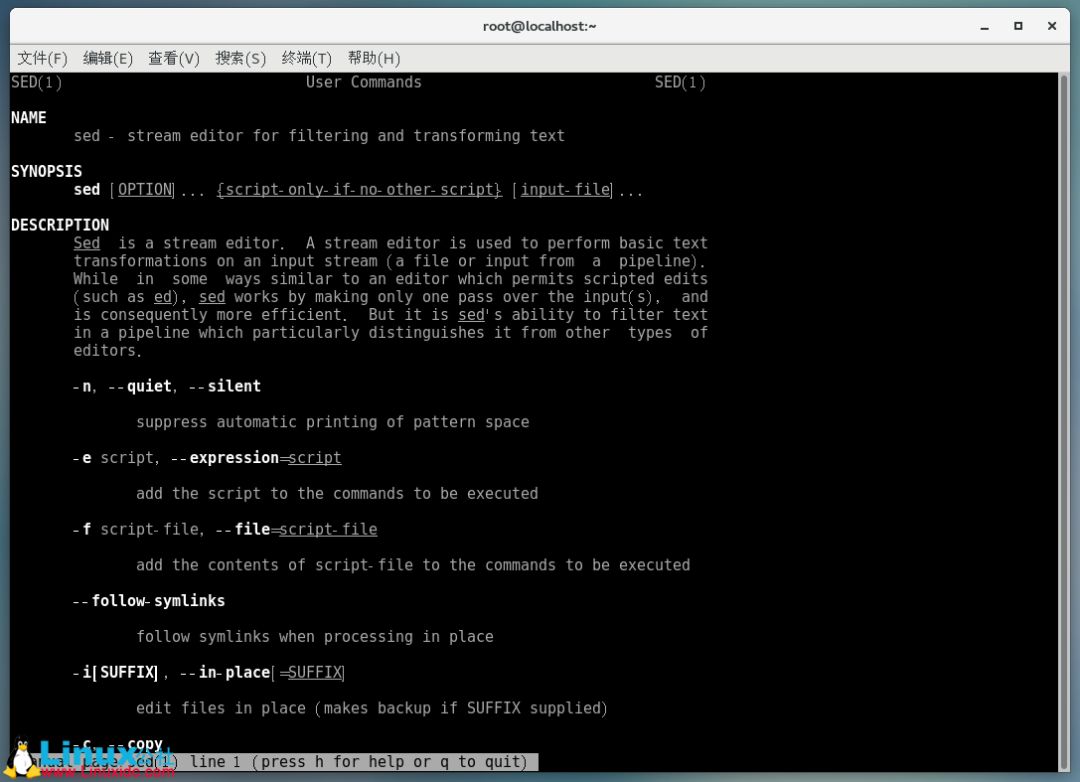 root@localhost:~
文件(F) 编辑(E) 查看(V) 搜索(S) 终端(T) 帮助(H)
SED(1) User Commands SED(1)
NAME
sed - stream editor for filtering and transforming text
SYNOPSIS
sed [OPTION]... {script-only-if-no-other-script} [input-file]...
DESCRIPTION
Sed is a stream editor. A stream editor is used to perform basic text
transformations on an input stream (a file or input from a pipeline).
While in some ways similar to an editor which permits scripted edits
(such as ed), sed works by making only one pass over the input(s), and
is consequently more efficient. But it is sed's ability to filter text
in a pipeline which particularly distinguishes it from other types of
editors.
-n, --quiet, --silent
suppress automatic printing of pattern space
-e script, --expression=script
add the script to the commands to be executed
-f script-file, --file=script-file
add the contents of script-file to the commands to be executed
--follow-symlinks
follow symlinks when processing in place
-i[SUFFIX], --in-place[=SUFFIX]
edit files in place (makes backup if SUFFIX supplied)
-c, --copy
line 1 (press h for help or q to quit)
Linux
www.Linuxidc.com